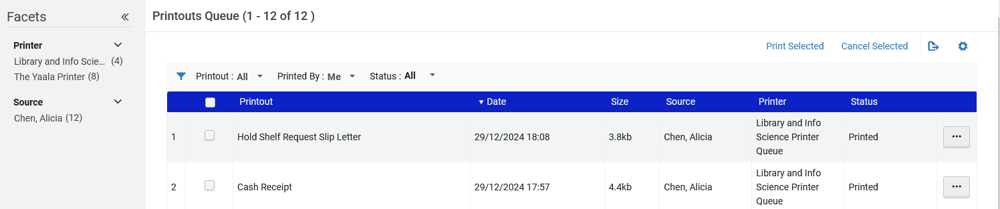 Facets
Printer
Library and Info Scie... (4)
The Yaala Printer (8)
Source
Chen, Alicia (12)
Printouts Queue (1 - 12 of 12 )
Print Selected Cancel Selected
Printout : All Printed By : Me Status : All
Printout Date Size Source Printer Status
1 Hold Shelf Request Slip Letter 29/12/2024 18:08 3.8kb Chen, Alicia Library and Info
Science Printer
Queue Printed
2 Cash Receipt 29/12/2024 17:57 4.4kb Chen, Alicia Library and Info
Science Printer
Queue Printed